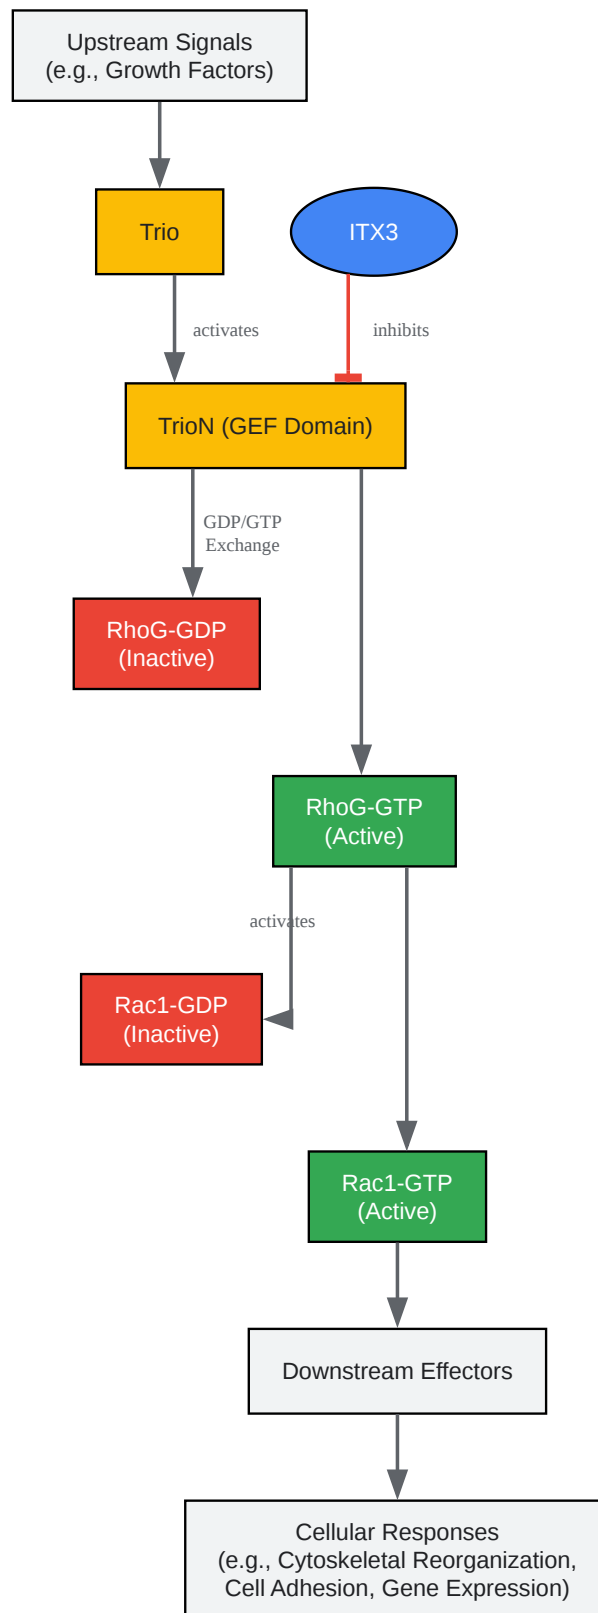 Upstream Signals
(e.g., Growth Factors)
Trio
ITX3
activates
inhibits
TrioN (GEF Domain)
GDP/GTP
Exchange
RhoG-GDP
(Inactive)
RhoG-GTP
(Active)
activates
Rac1-GDP
(Inactive)
Rac1-GTP
(Active)
Downstream Effectors
Cellular Responses
(e.g., Cytoskeletal Reorganization,
Cell Adhesion, Gene Expression)